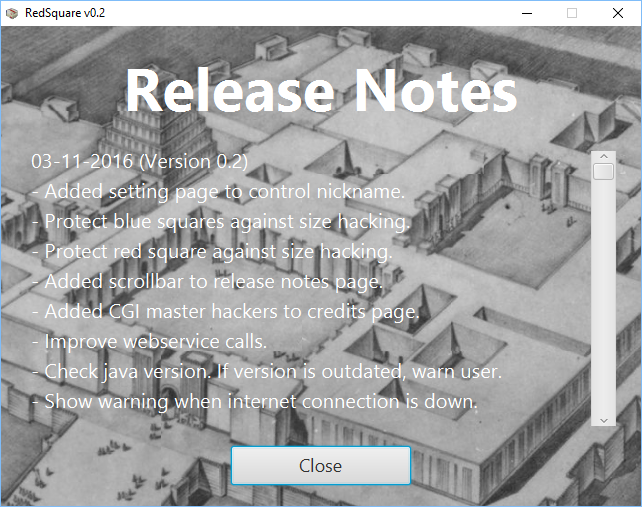 RedSquare v0.2
Release Notes
03-11-2016 (Version 0.2)
- Added setting page to control nickname.
- Protect blue squares against size hacking.
- Protect red square against size hacking.
- Added scrollbar to release notes page.
- Added CGI master hackers to credits page.
- Improve webservice calls.
- Check java version. If version is outdated, warn user.
- Show warning when internet connection is down.
Close